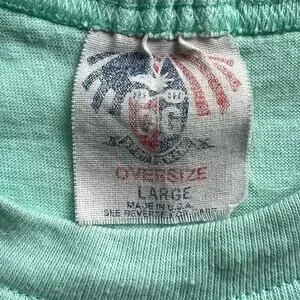 OVERSIZE
LARGE
MADE IN U.S.A.
SEE REVERSE FOR CARE